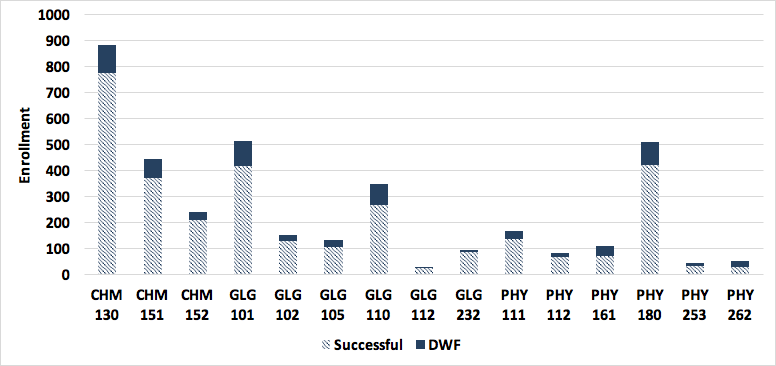 1000
900
800
700
600
500
400
300
200
100
0
Enrollment
CHM 130
CHM 151
CHM 152
GLG 101
GLG 102
GLG 105
GLG 110
GLG 112
GLG 232
PHY 111
PHY 112
PHY 161
PHY 180
PHY 253
PHY 262
Successful DWF